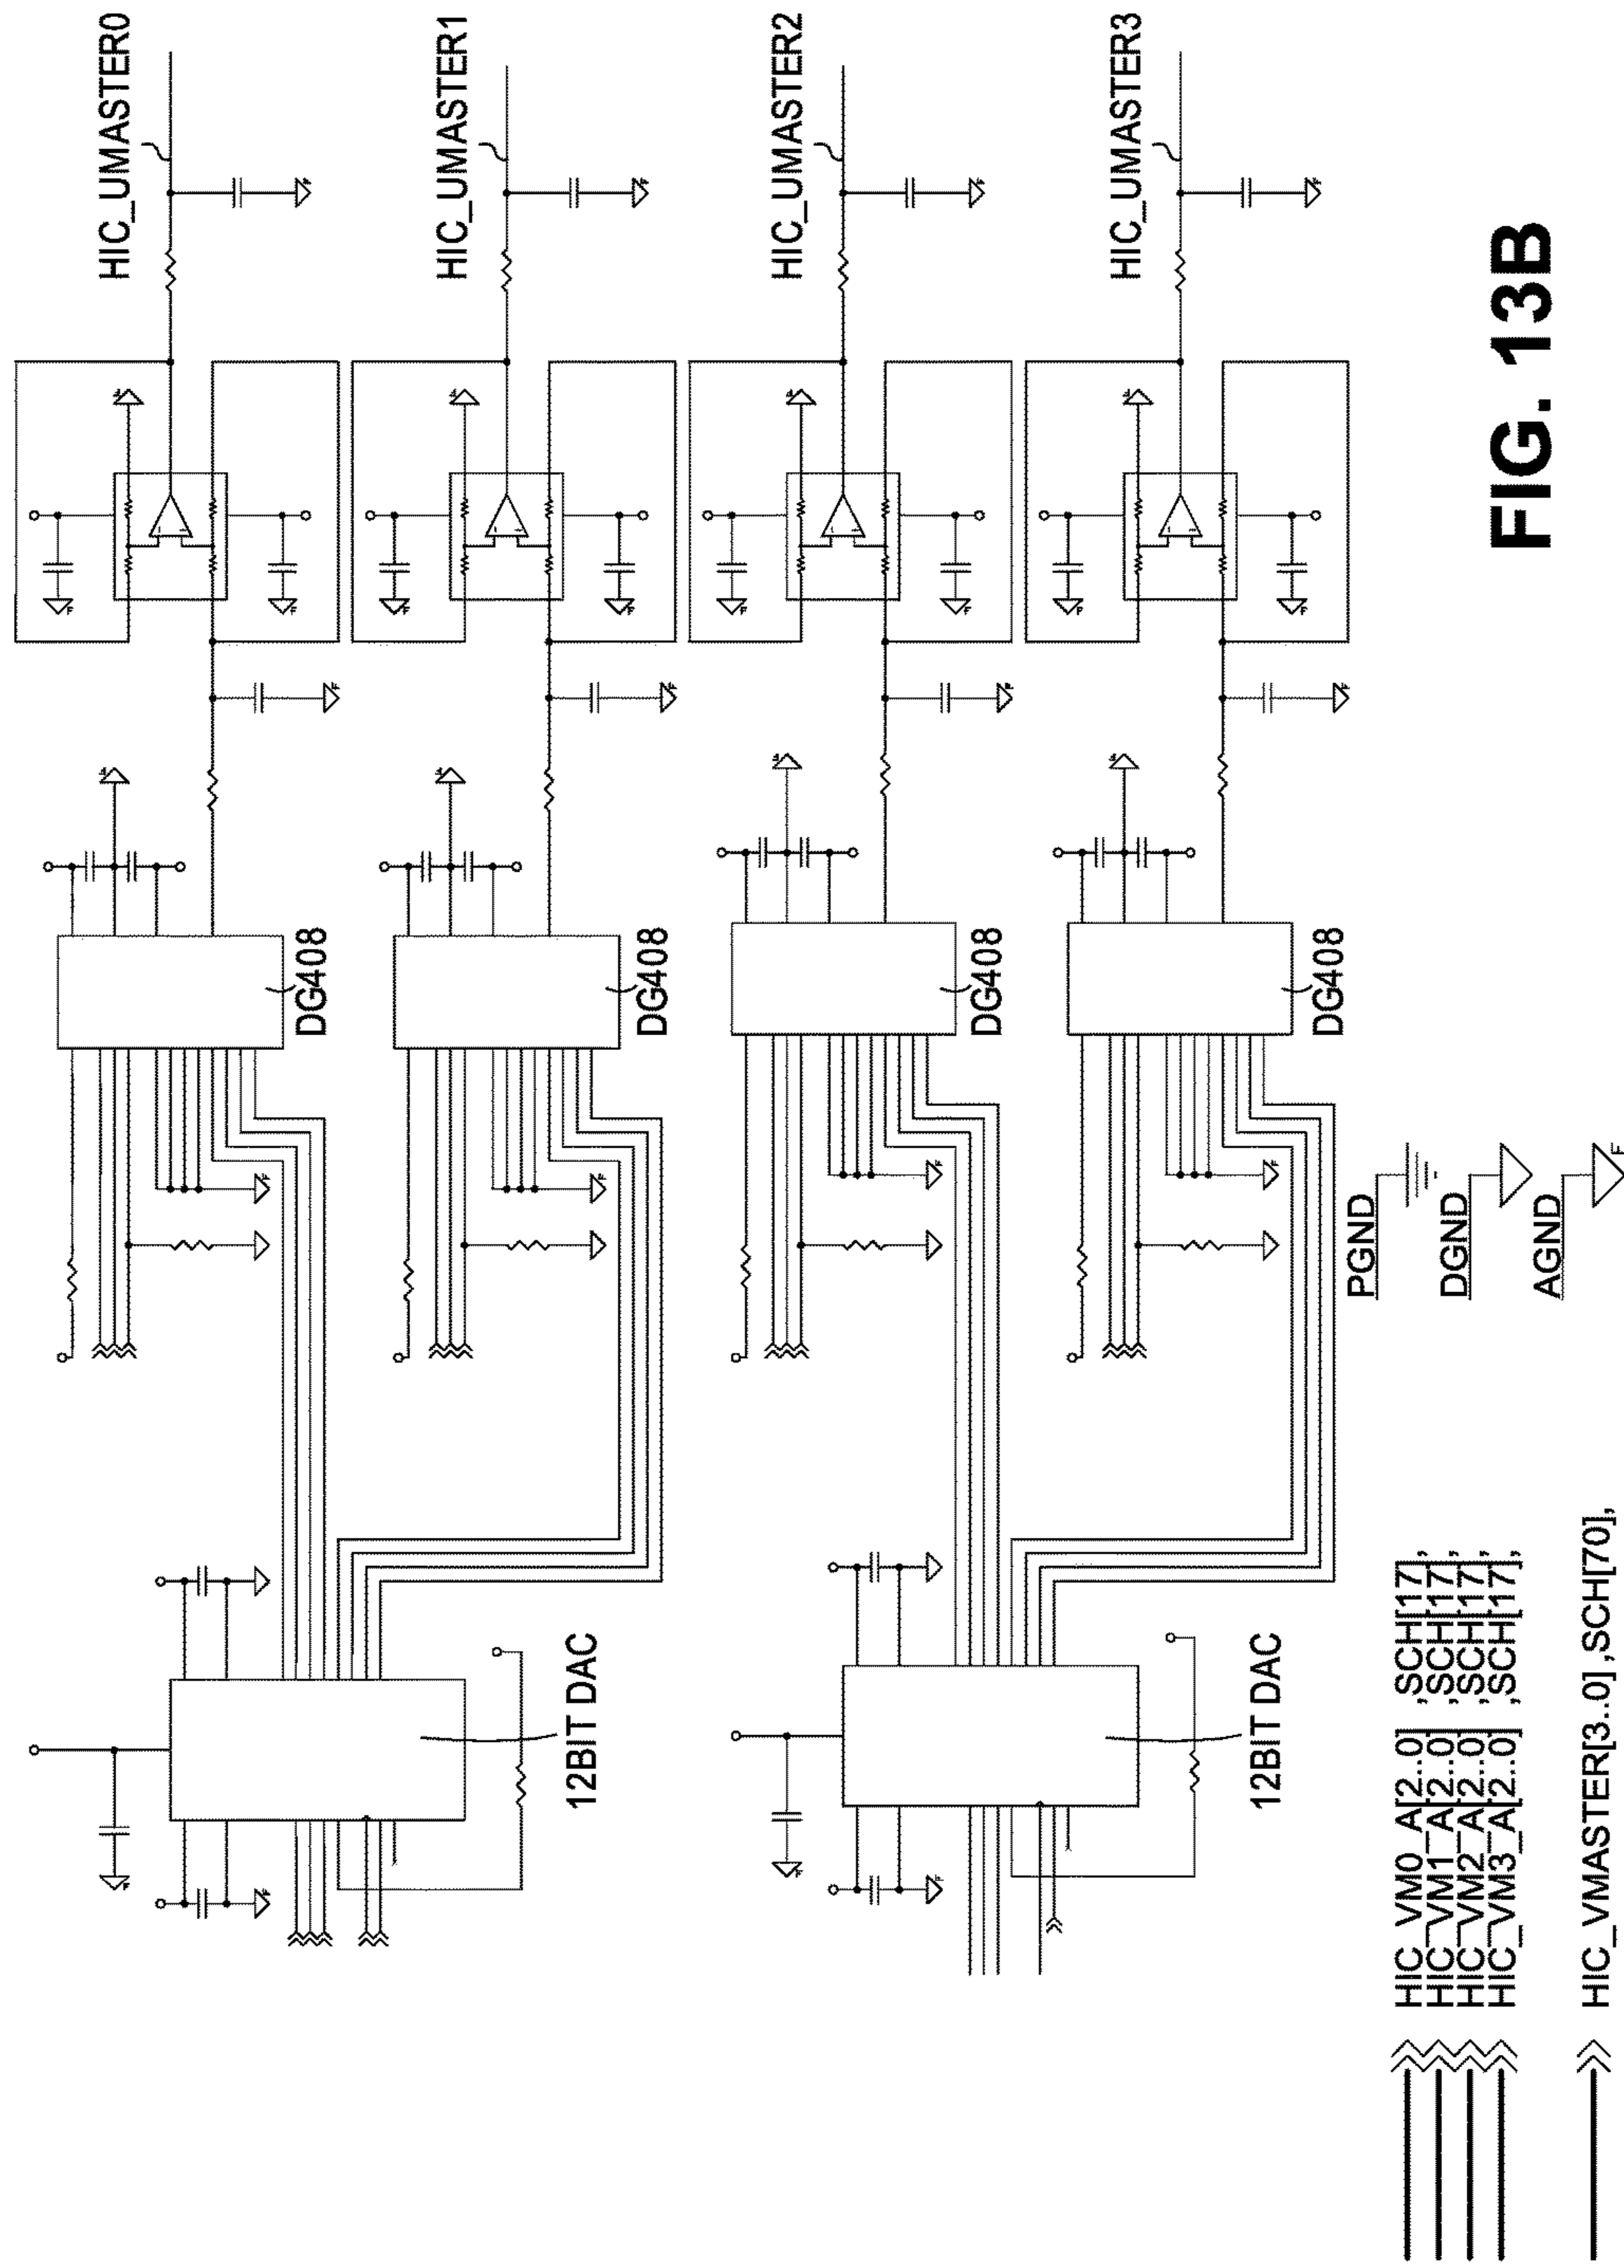 HIC_UMASTER0
HIC_UMASTER1
HIC_UMASTER2
HIC_UMASTER3
DG408
DG408
DG408
DG408
12BIT DAC
12BIT DAC
PGND
DGND
AGND
HIC_VM0_A[2..0] ,SCH[17],
HIC_VM1_A[2..0] ,SCH[17],
HIC_VM2_A[2..0] ,SCH[17],
HIC_VM3_A[2..0] ,SCH[17],
HIC_VMASTER[3..0] ,SCH[70],
FIG. 13B